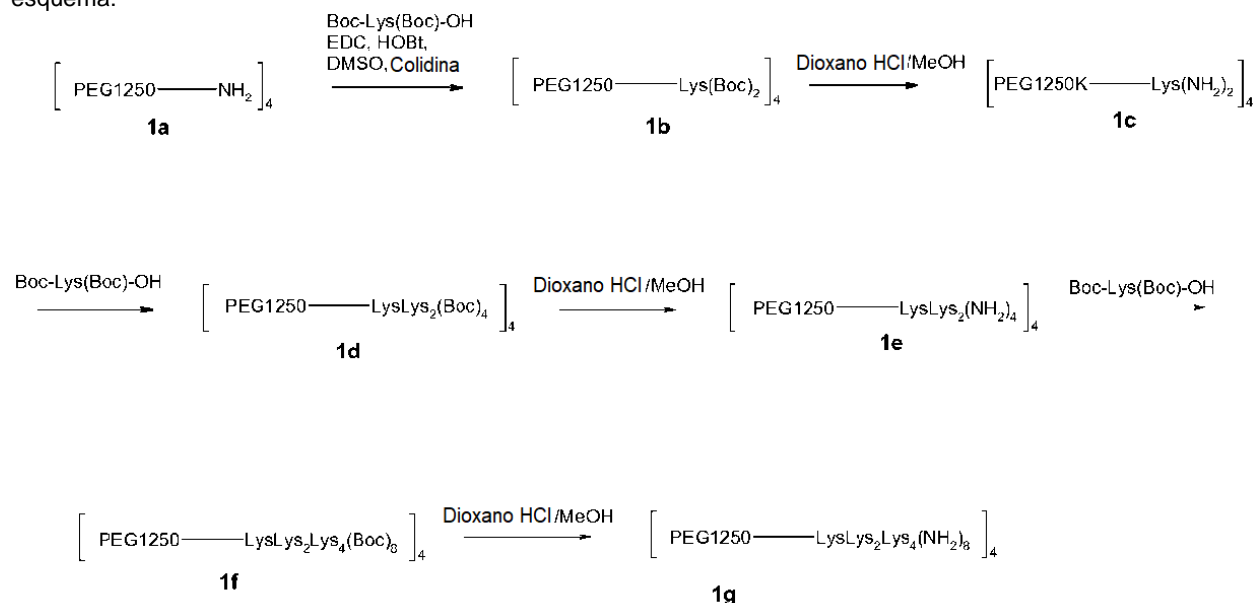 esquema.
Boc-Lys(Boc)-OH
EDC, HOBt,
DMSO, Colidina
[ PEG1250——NH2 ]4
1a
[ PEG1250——Lys(Boc)2 ]4
1b
Dioxano HCl/MeOH
[PEG1250K——Lys(NH2)2]4
1c
Boc-Lys(Boc)-OH
[ PEG1250——LysLys2(Boc)4 ]4
1d
Dioxano HCl/MeOH
[ PEG1250——LysLys2(NH2)4 ]4
1e
Boc-Lys(Boc)-OH
[ PEG1250——LysLys2Lys4(Boc)8 ]4
1f
Dioxano HCl/MeOH
[ PEG1250——LysLys2Lys4(NH2)8 ]4
1g